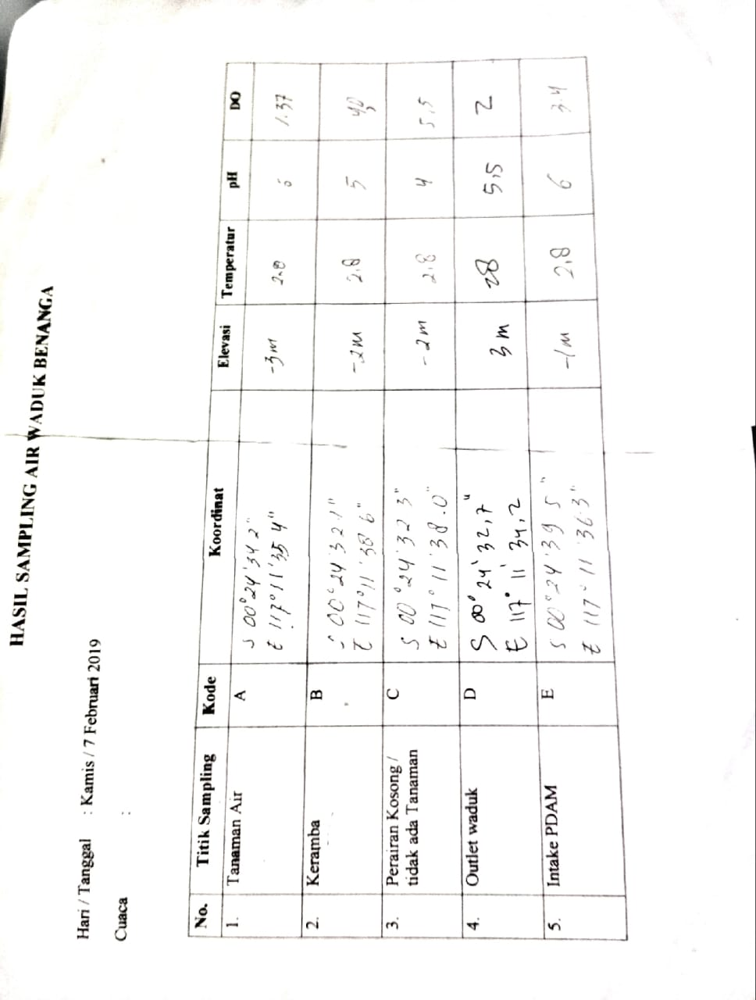 HASIL SAMPLING AIR WADUK BENANGA
Hari / Tanggal : Kamis / 7 Februari 2019
Cuaca :
No. Titik Sampling Kode Koordinat Elevasi Temperatur pH DO
1. Tanaman Air A S 00°24'34 2" -3m 1.37
E 117°11'35 4"
2. Keramba B 00°24'32 1" -2m 2.8 5
117°11'38 6"
3. Perairan Kosong / C S 00°24'32 3" -2m 2.8 4 5,5
tidak ada Tanaman E 117°11'38.0"
4. Outlet waduk D S 00° 24' 32,7" 3m 28 5,5 2
E 117° 11' 34,2
5. Intake PDAM E S 00°24'39 5" -1m 2,8 6 3.4
E 117°11'36.3"